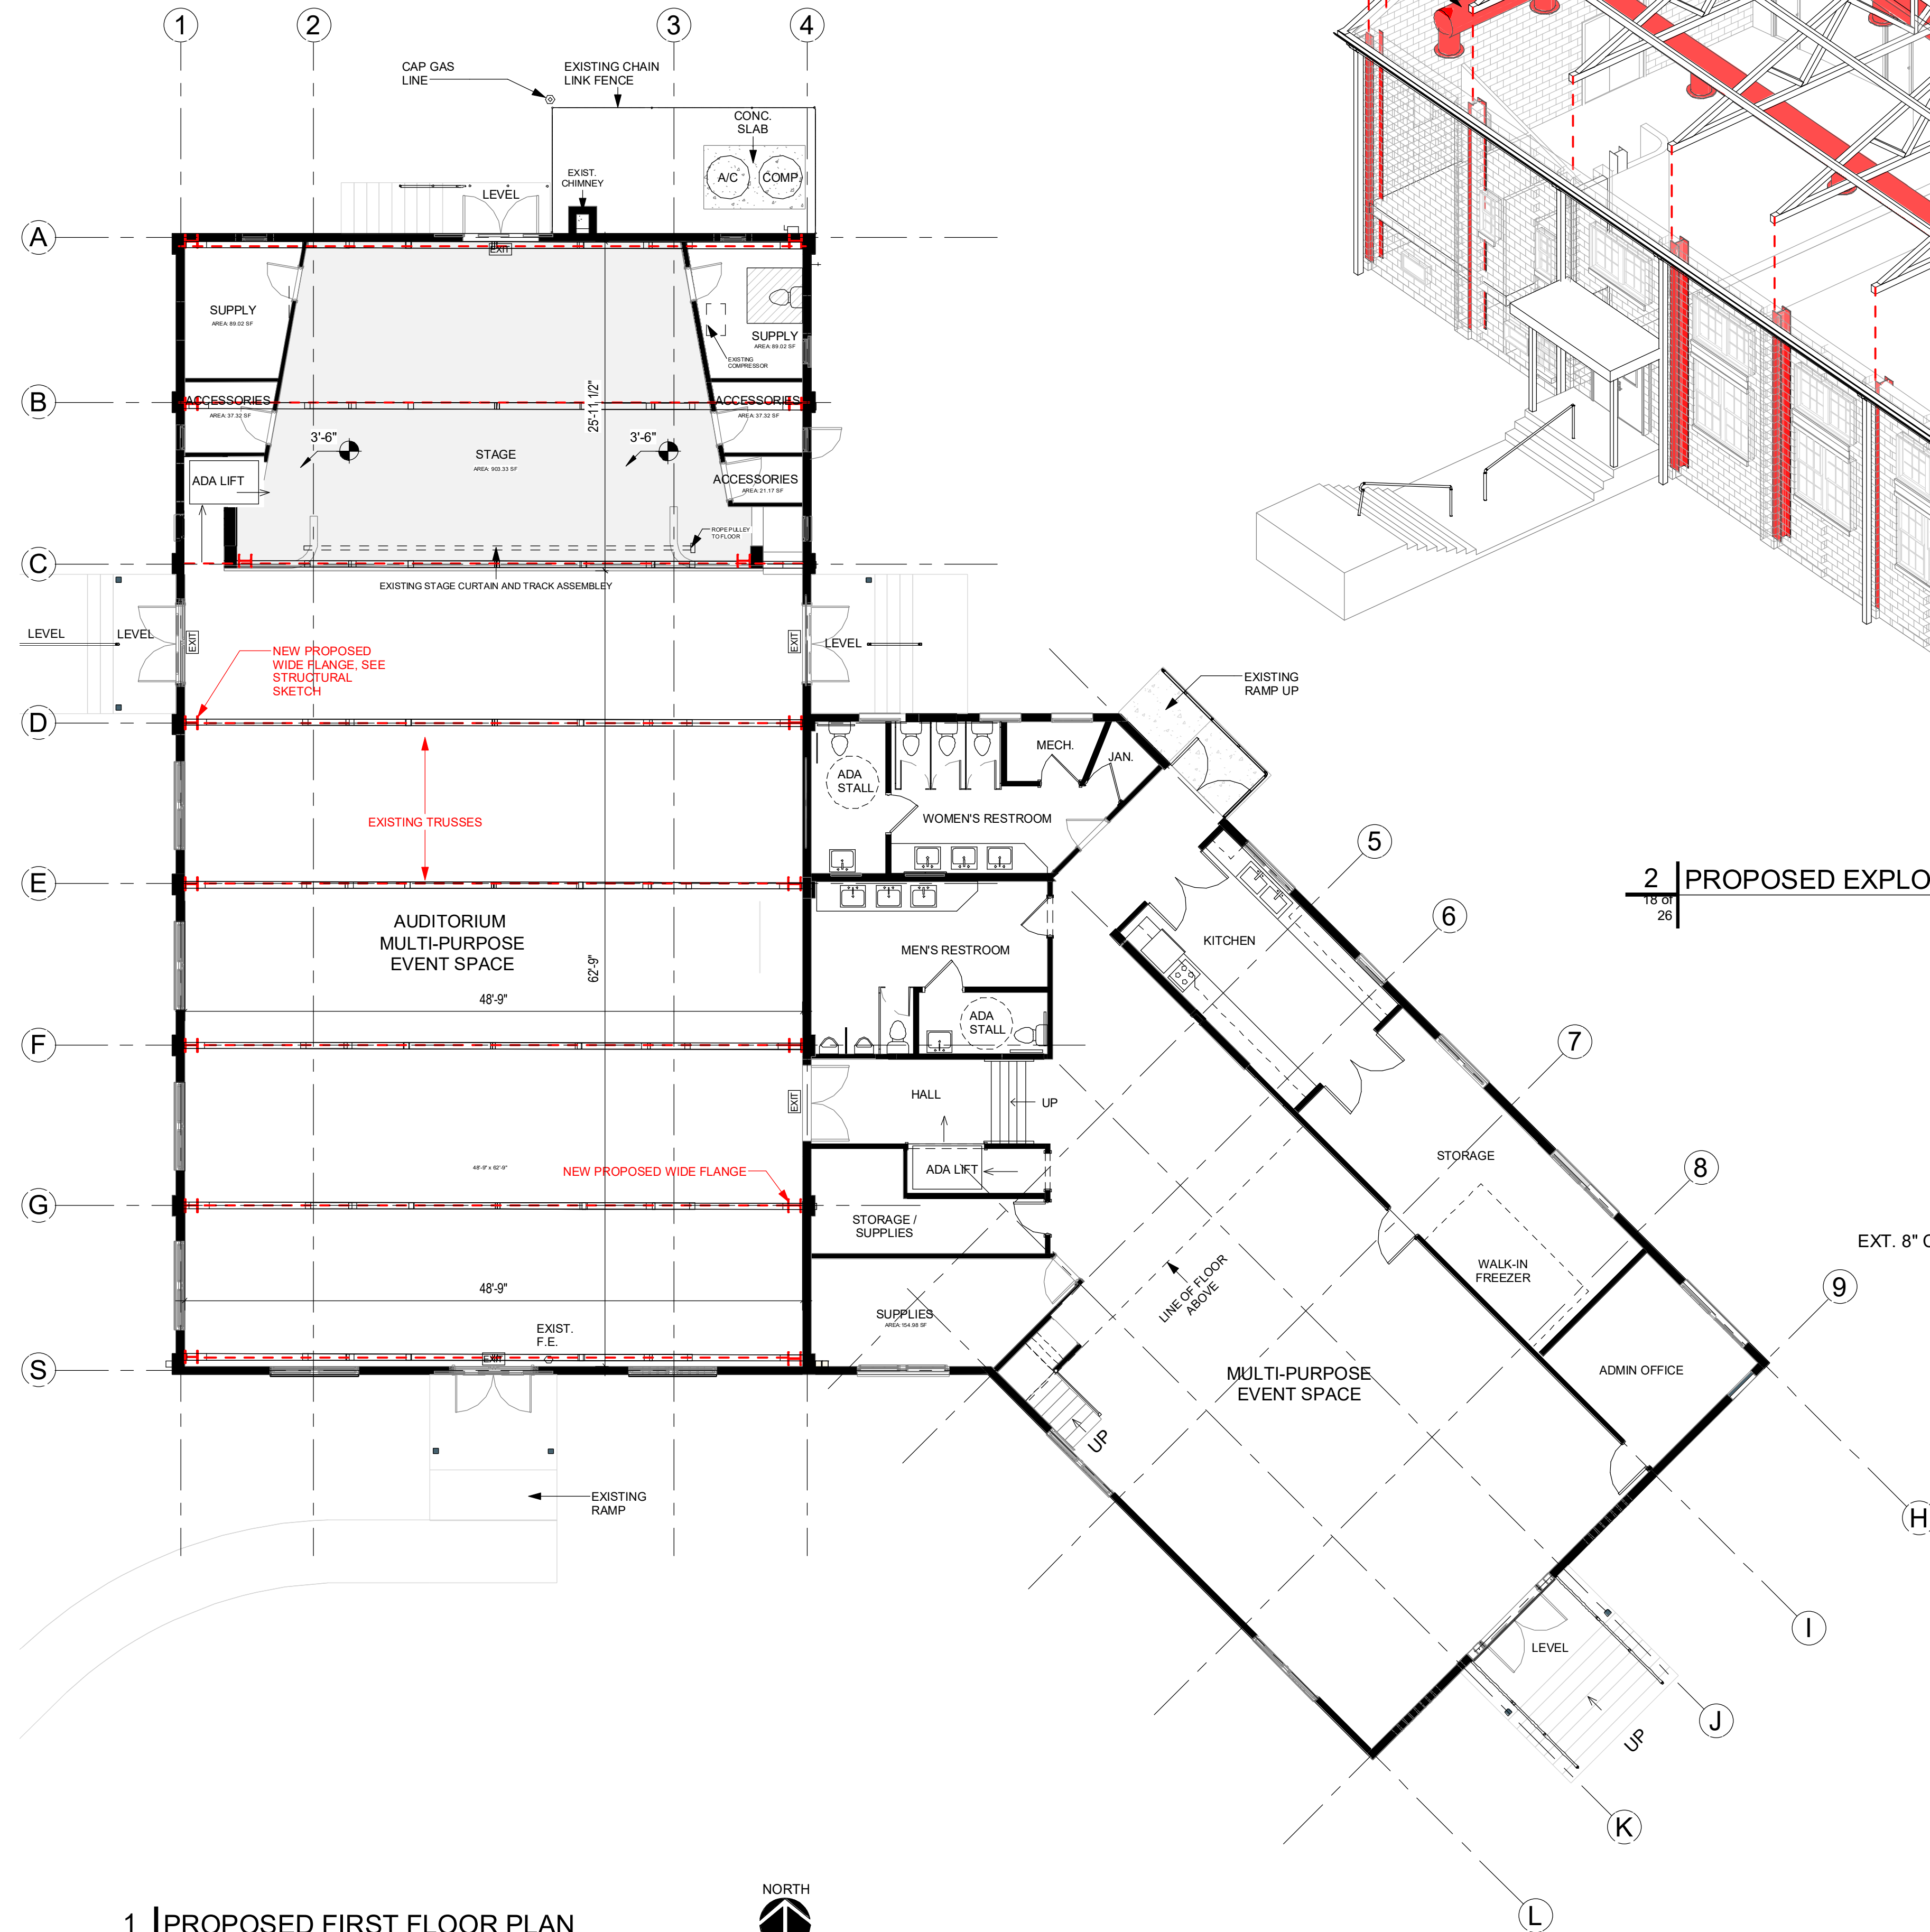 1
2
3
4
CAP GAS
LINE
EXISTING CHAIN
LINK FENCE
CONC.
SLAB
A/C
COMP.
EXIST.
CHIMNEY
LEVEL
A
EXIT
SUPPLY
AREA: 89.02 SF
SUPPLY
AREA: 89.02 SF
EXISTING
COMPRESSOR
B
ACCESSORIES
AREA: 37.32 SF
ACCESSORIES
AREA: 37.32 SF
25'-11 1/2"
3'-6"
3'-6"
STAGE
AREA: 903.33 SF
ADA LIFT
ACCESSORIES
AREA: 21.17 SF
ROPE PULLEY
TO FLOOR
C
EXISTING STAGE CURTAIN AND TRACK ASSEMBLEY
LEVEL
LEVEL
EXIT
EXIT
LEVEL
NEW PROPOSED
WIDE FLANGE, SEE
STRUCTURAL
SKETCH
EXISTING
RAMP UP
D
MECH.
JAN.
ADA
STALL
EXISTING TRUSSES
WOMEN'S RESTROOM
5
E
2
18 of
26
PROPOSED EXPLO
AUDITORIUM
MULTI-PURPOSE
EVENT SPACE
6
MEN'S RESTROOM
KITCHEN
62'-9"
48'-9"
ADA
STALL
F
7
HALL
UP
EXIT
48'-9" x 62'-9"
NEW PROPOSED WIDE FLANGE
ADA LIFT
STORAGE
8
G
STORAGE /
SUPPLIES
EXT. 8" C
WALK-IN
FREEZER
LINE OF FLOOR
ABOVE
9
48'-9"
SUPPLIES
AREA: 154.98 SF
EXIST.
F.E.
EXIT
S
MULTI-PURPOSE
EVENT SPACE
ADMIN OFFICE
UP
EXISTING
RAMP
H
I
LEVEL
J
UP
K
L
NORTH
1
PROPOSED FIRST FLOOR PLAN